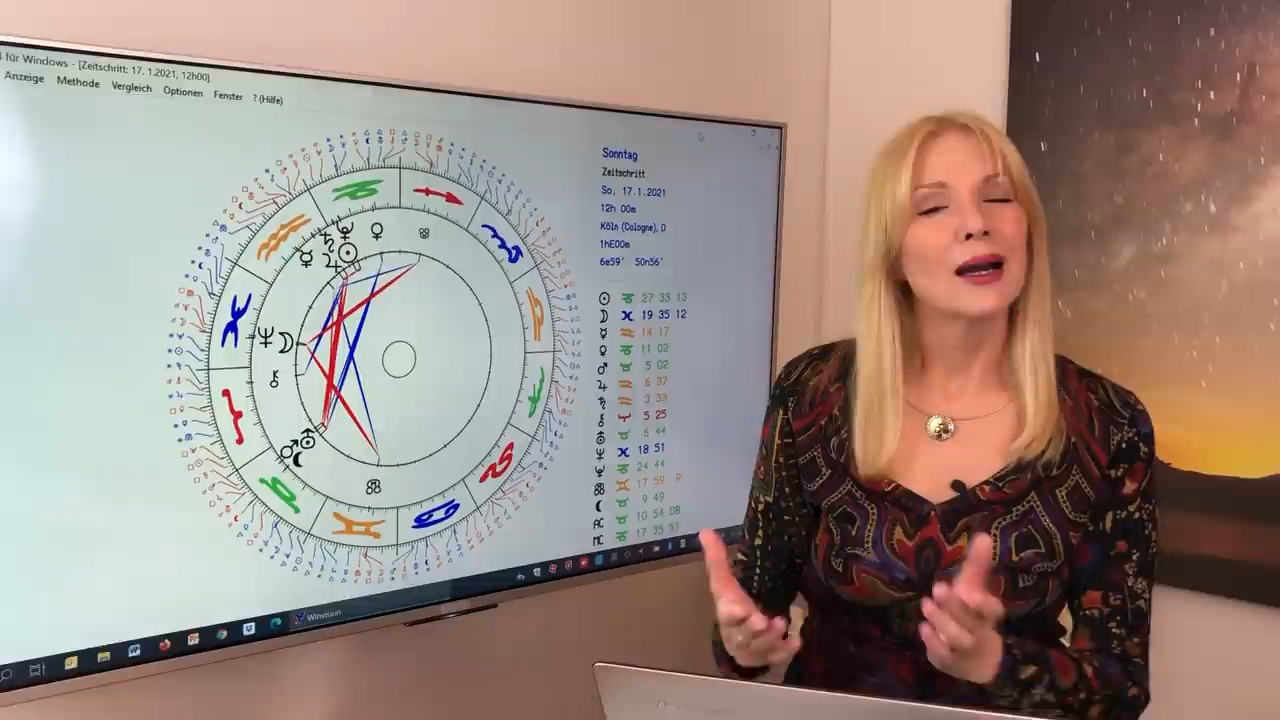 für Windows - [Zeitschritt: 17. 1.2021, 12h00]
Anzeige Methode Vergleich Optionen Fenster ? (Hilfe)
Sonntag
Zeitschritt
So, 17.1.2021
12h 00m
Köln (Cologne), D
1hE00m
6e59' 50n56'
27 33 13
19 35 12
14 17
11 02
5 02
6 37
3 33
5 25
6 44
18 51
24 44
17 59 R
9 49
AC 10 54 08
MC 17 35